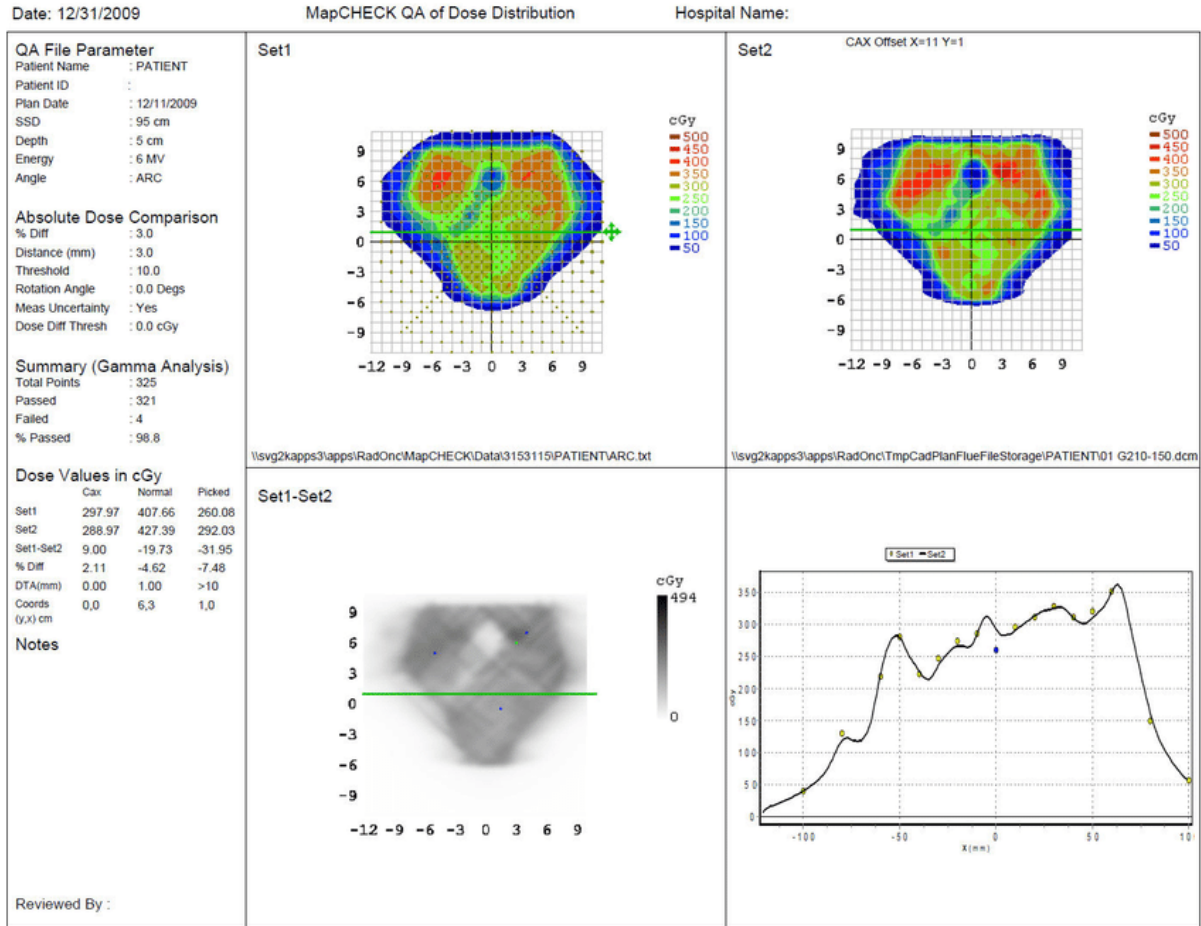 Date: 12/31/2009 MapCHECK QA of Dose Distribution Hospital Name:
QA File Parameter
Patient Name : PATIENT
Patient ID :
Plan Date : 12/11/2009
SSD : 95 cm
Depth : 5 cm
Energy : 6 MV
Angle : ARC
Absolute Dose Comparison
% Diff : 3.0
Distance (mm) : 3.0
Threshold : 10.0
Rotation Angle : 0.0 Degs
Meas Uncertainty : Yes
Dose Diff Thresh : 0.0 cGy
Summary (Gamma Analysis)
Total Points : 325
Passed : 321
Failed : 4
% Passed : 98.8
Dose Values in cGy
Cax Normal Picked
Set1 297.97 407.66 260.08
Set2 288.97 427.39 292.03
Set1-Set2 9.00 -19.73 -31.95
% Diff 2.11 -4.62 -7.48
DTA(mm) 0.00 1.00 >10
Coords 0,0 6,3 1,0
(y,x) cm
Notes
Reviewed By :
Set1
cGy
500
450
400
350
300
250
200
150
100
50
9
6
3
0
-3
-6
-9
-12 -9 -6 -3 0 3 6 9
\\svg2kapps3\apps\RadOnc\MapCHECK\Data\3153115\PATIENT\ARC.txt
Set2
CAX Offset X=11 Y=1
cGy
500
450
400
350
300
250
200
150
100
50
9
6
3
0
-3
-6
-9
-12 -9 -6 -3 0 3 6 9
\\svg2kapps3\apps\RadOnc\TmpCadPlanFlueFileStorage\PATIENT\01 G210-150.dcm
Set1-Set2
cGy
494
0
9
6
3
0
-3
-6
-9
-12 -9 -6 -3 0 3 6 9
Set1 Set2
350
300
250
200
150
100
50
0
cGy
-100 -50 0 50 10
X(mm)